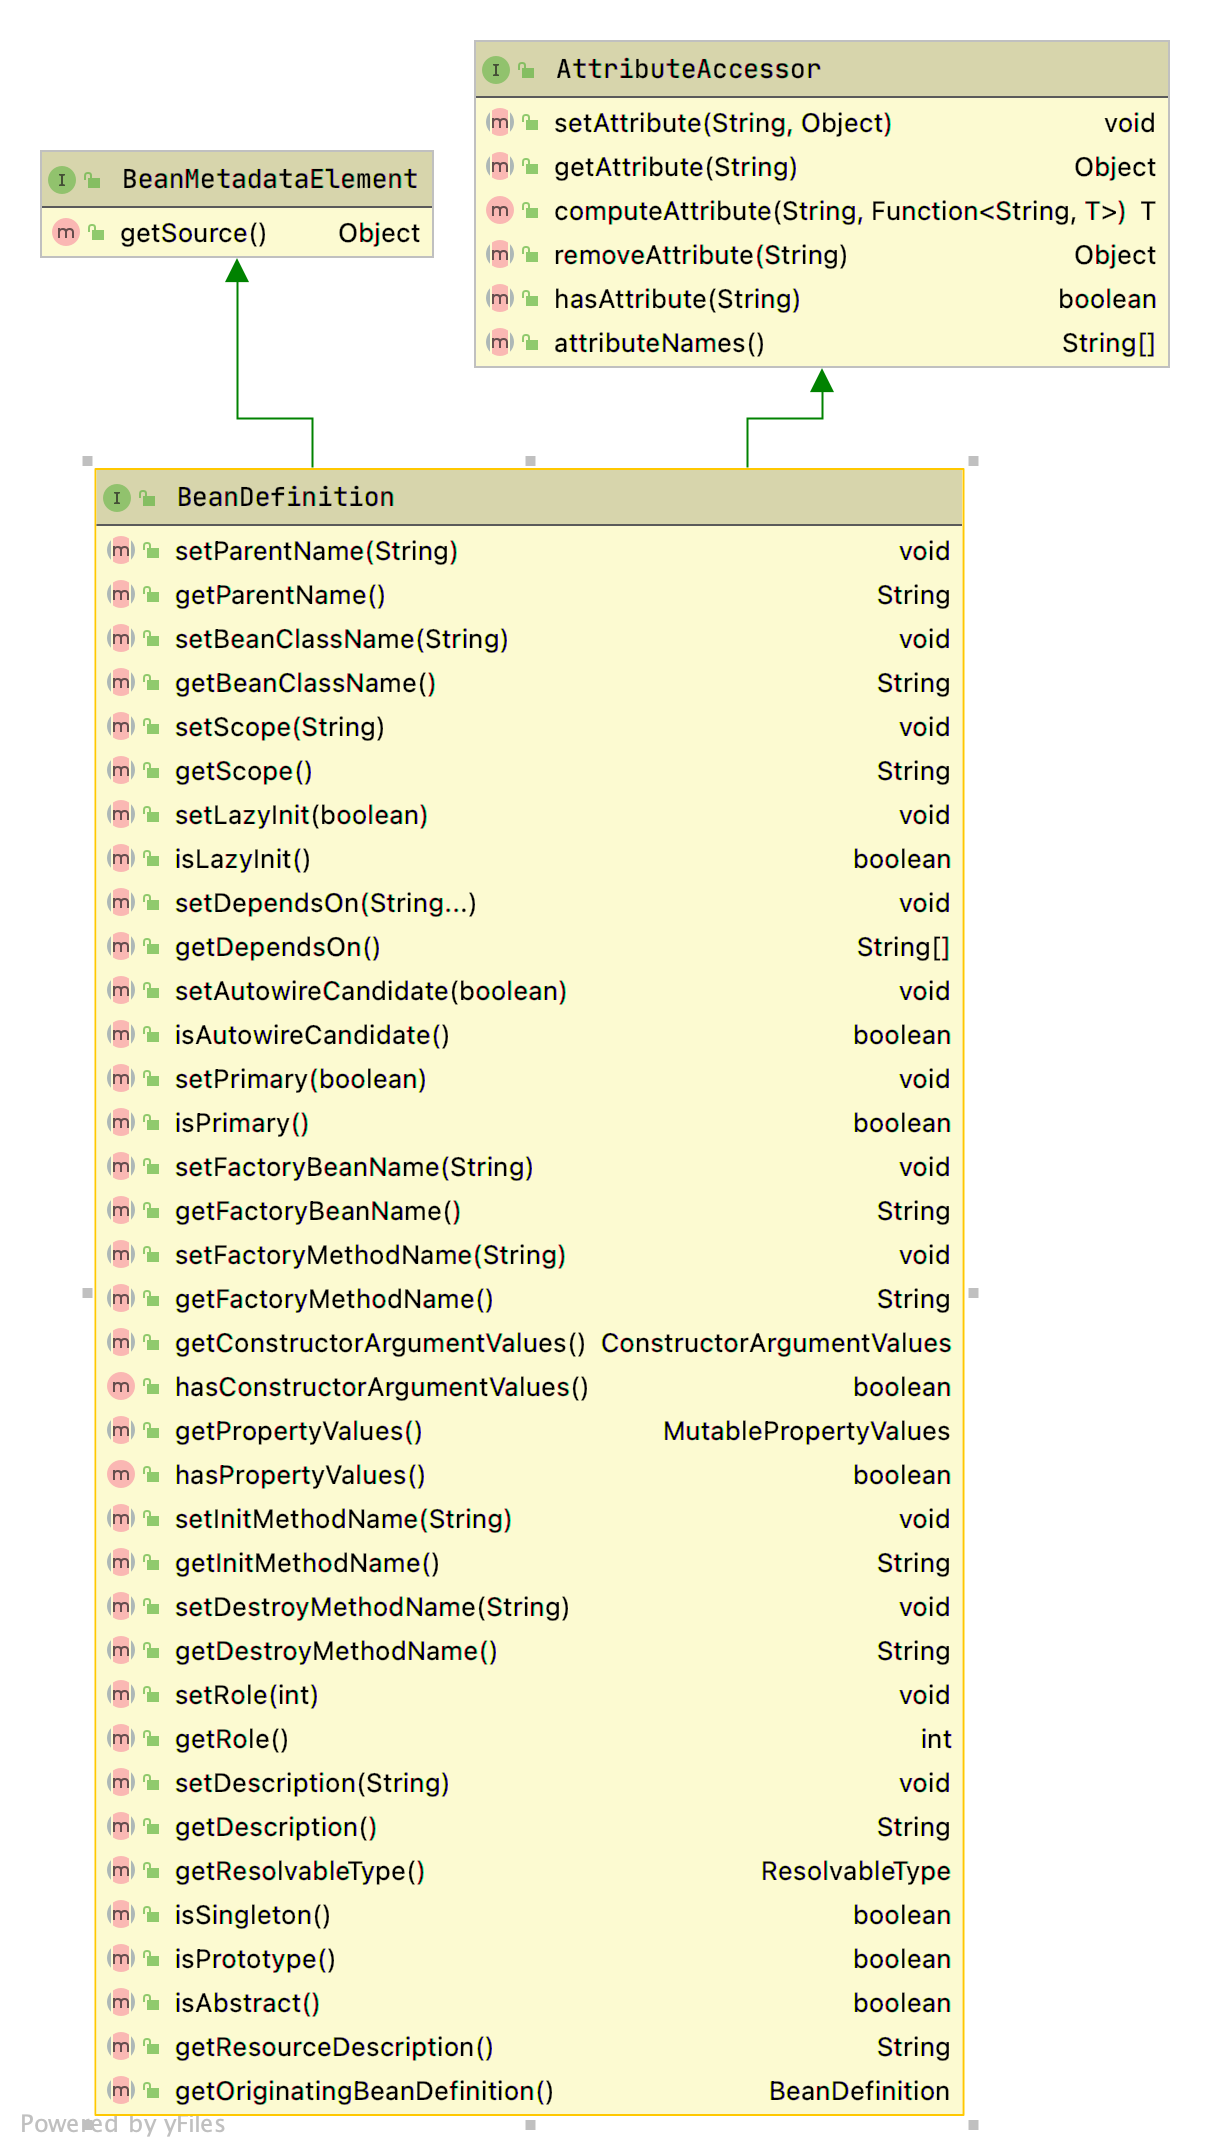 AttributeAccessor
setAttribute(String, Object) void
getAttribute(String) Object
computeAttribute(String, Function<String, T>) T
removeAttribute(String) Object
hasAttribute(String) boolean
attributeNames() String[]
BeanMetadataElement
getSource() Object
BeanDefinition
setParentName(String) void
getParentName() String
setBeanClassName(String) void
getBeanClassName() String
setScope(String) void
getScope() String
setLazyInit(boolean) void
isLazyInit() boolean
setDependsOn(String...) void
getDependsOn() String[]
setAutowireCandidate(boolean) void
isAutowireCandidate() boolean
setPrimary(boolean) void
isPrimary() boolean
setFactoryBeanName(String) void
getFactoryBeanName() String
setFactoryMethodName(String) void
getFactoryMethodName() String
getConstructorArgumentValues() ConstructorArgumentValues
hasConstructorArgumentValues() boolean
getPropertyValues() MutablePropertyValues
hasPropertyValues() boolean
setInitMethodName(String) void
getInitMethodName() String
setDestroyMethodName(String) void
getDestroyMethodName() String
setRole(int) void
getRole() int
setDescription(String) void
getDescription() String
getResolvableType() ResolvableType
isSingleton() boolean
isPrototype() boolean
isAbstract() boolean
getResourceDescription() String
getOriginatingBeanDefinition() BeanDefinition
Powered by yFiles